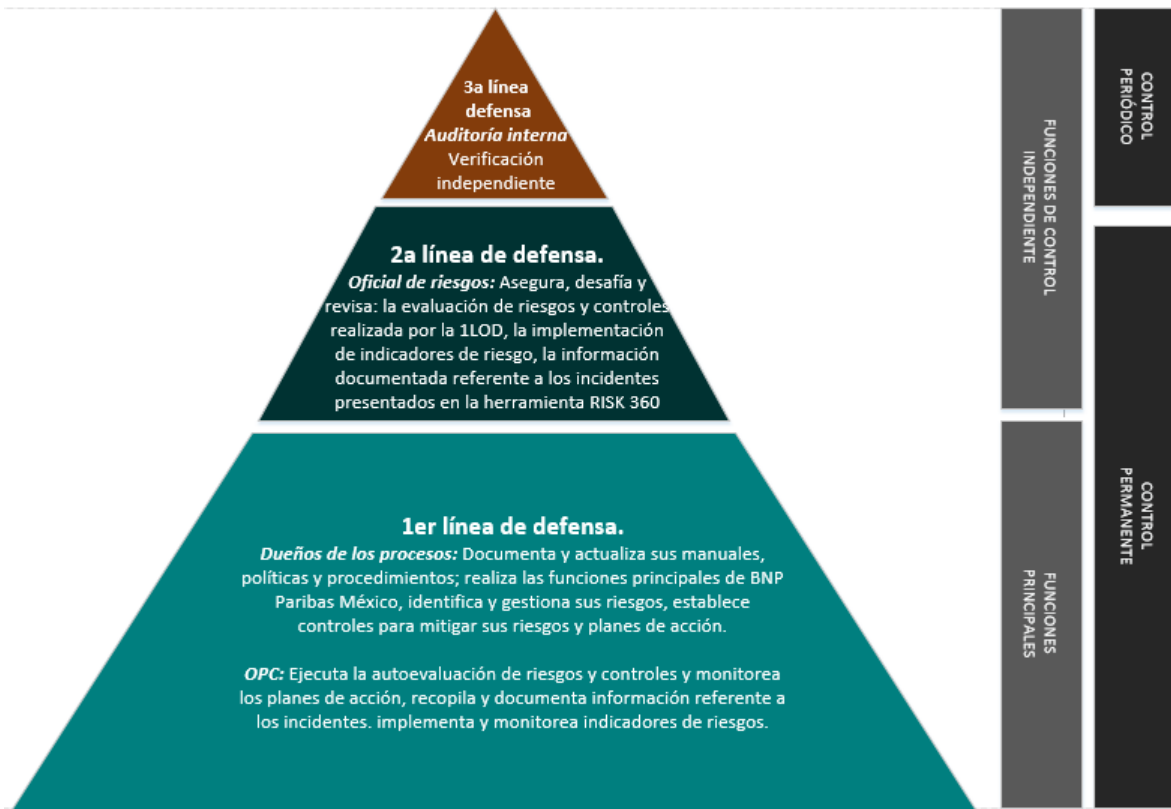 3a línea
defensa
Auditoría interna
Verificación
independiente
2a línea de defensa.
Oficial de riesgos: Asegura, desafía y
revisa: la evaluación de riesgos y controles
realizada por la 1LOD, la implementación
de indicadores de riesgo, la información
documentada referente a los incidentes
presentados en la herramienta RISK 360
1er línea de defensa.
Dueños de los procesos: Documenta y actualiza sus manuales,
políticas y procedimientos; realiza las funciones principales de BNP
Paribas México, identifica y gestiona sus riesgos, establece
controles para mitigar sus riesgos y planes de acción.
OPC: Ejecuta la autoevaluación de riesgos y controles y monitorea
los planes de acción, recopila y documenta información referente a
los incidentes. implementa y monitorea indicadores de riesgos.
FUNCIONES DE CONTROL
INDEPENDIENTE
FUNCIONES
PRINCIPALES
CONTROL
PERIÓDICO
CONTROL
PERMANENTE